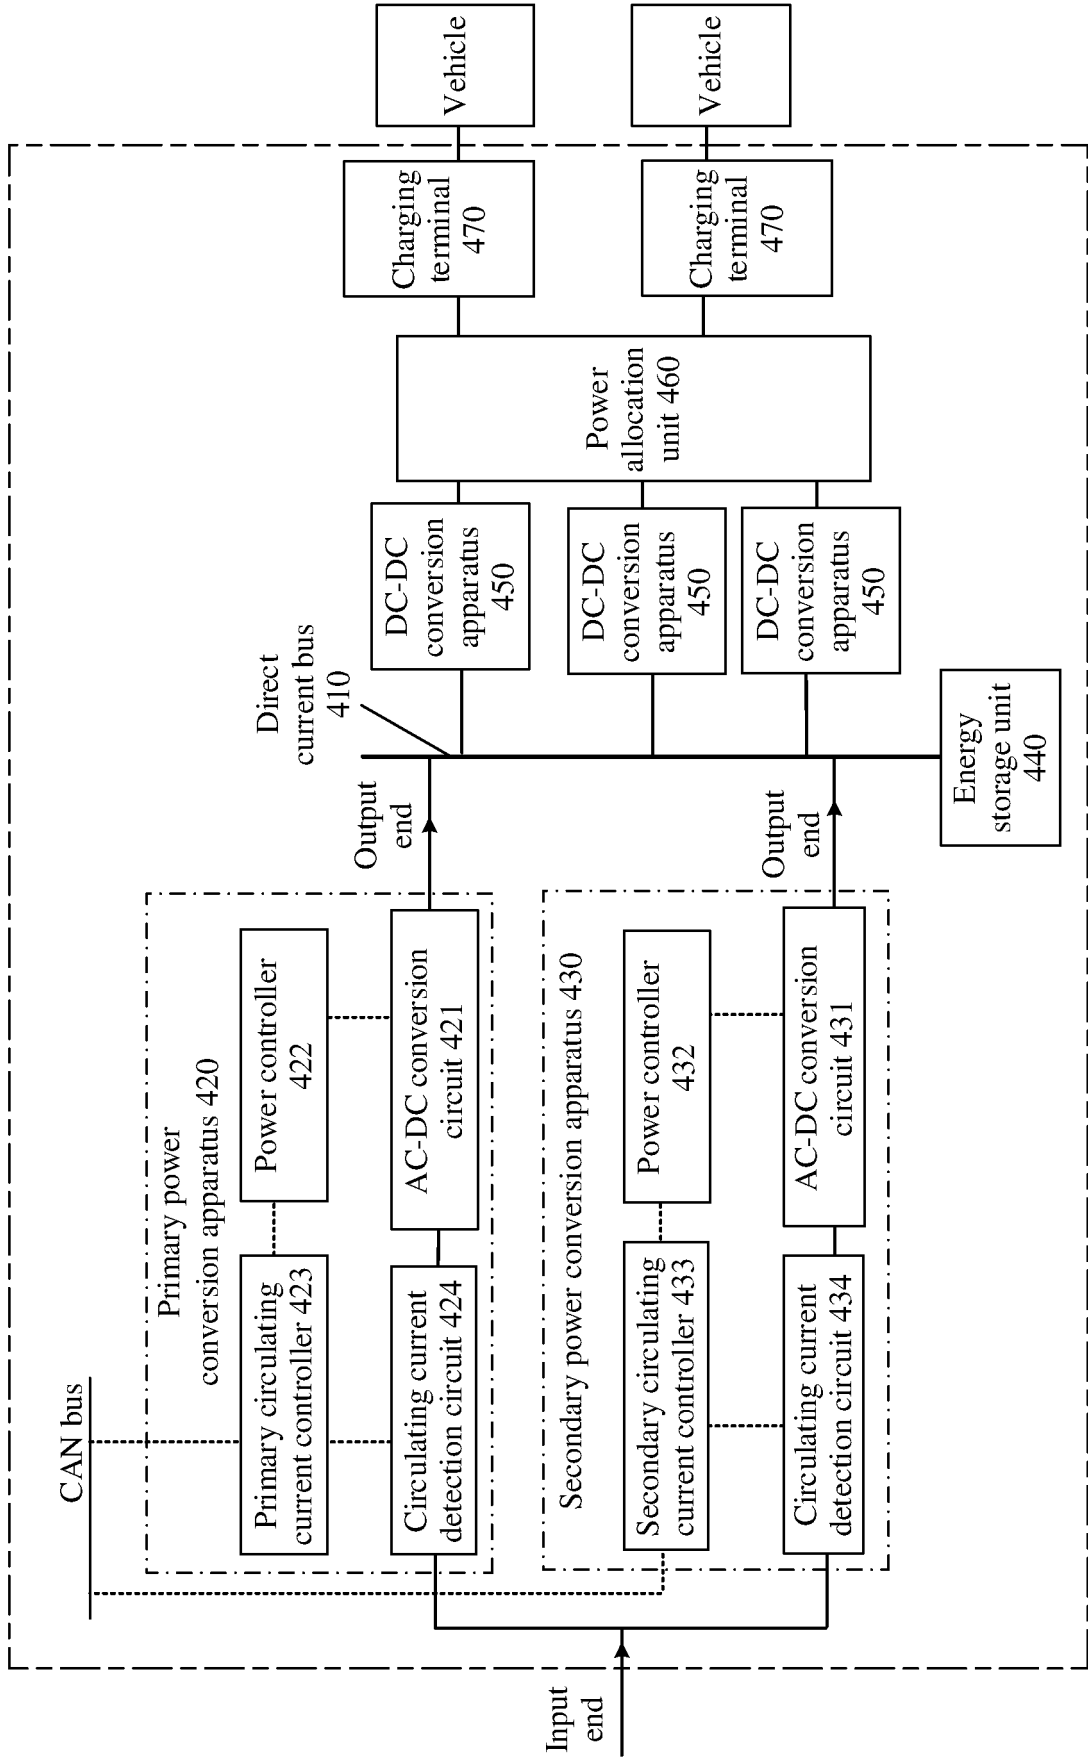 CAN bus
Primary power
conversion apparatus 420
Primary circulating
current controller 423
Power controller
422
Circulating current
detection circuit 424
AC-DC conversion
circuit 421
Output
end
Direct
current bus
410
Secondary power conversion apparatus 430
Secondary circulating
current controller 433
Power controller
432
Circulating current
detection circuit 434
AC-DC conversion
circuit 431
Output
end
Input
end
Energy
storage unit
440
DC-DC
conversion
apparatus
450
DC-DC
conversion
apparatus
450
DC-DC
conversion
apparatus
450
Power
allocation
unit 460
Charging
terminal
470
Charging
terminal
470
Vehicle
Vehicle